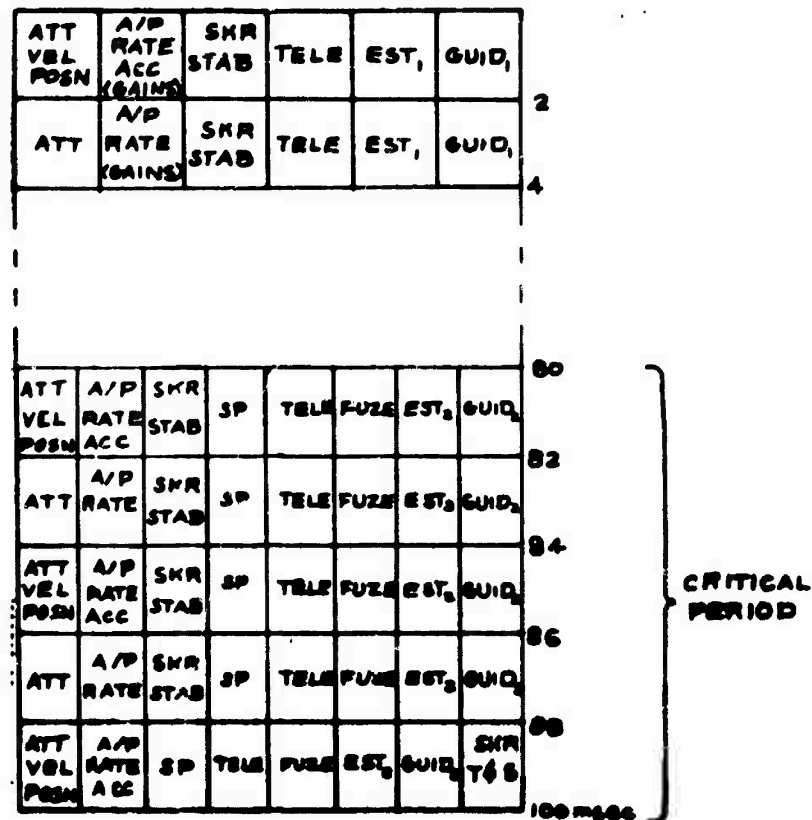 ATT VEL POSN
A/P RATE ACC (GAINS)
SKR STAB
TELE
EST₁
GUID₁
2
ATT
A/P RATE (GAINS)
SKR STAB
TELE
EST₁
GUID₁
4
80
ATT VEL POSN
A/P RATE ACC
SKR STAB
SP
TELE
FUZE
EST₂
GUID₂
82
ATT
A/P RATE
SKR STAB
SP
TELE
FUZE
EST₂
GUID₂
84
ATT VEL POSN
A/P RATE ACC
SKR STAB
SP
TELE
FUZE
EST₂
GUID₂
CRITICAL PERIOD
86
ATT
A/P RATE
SKR STAB
SP
TELE
FUZE
EST₂
GUID₂
88
ATT VEL POSN
A/P RATE ACC
SP
TELE
FUZE
EST₂
GUID₂
SKR T&S
100 msec